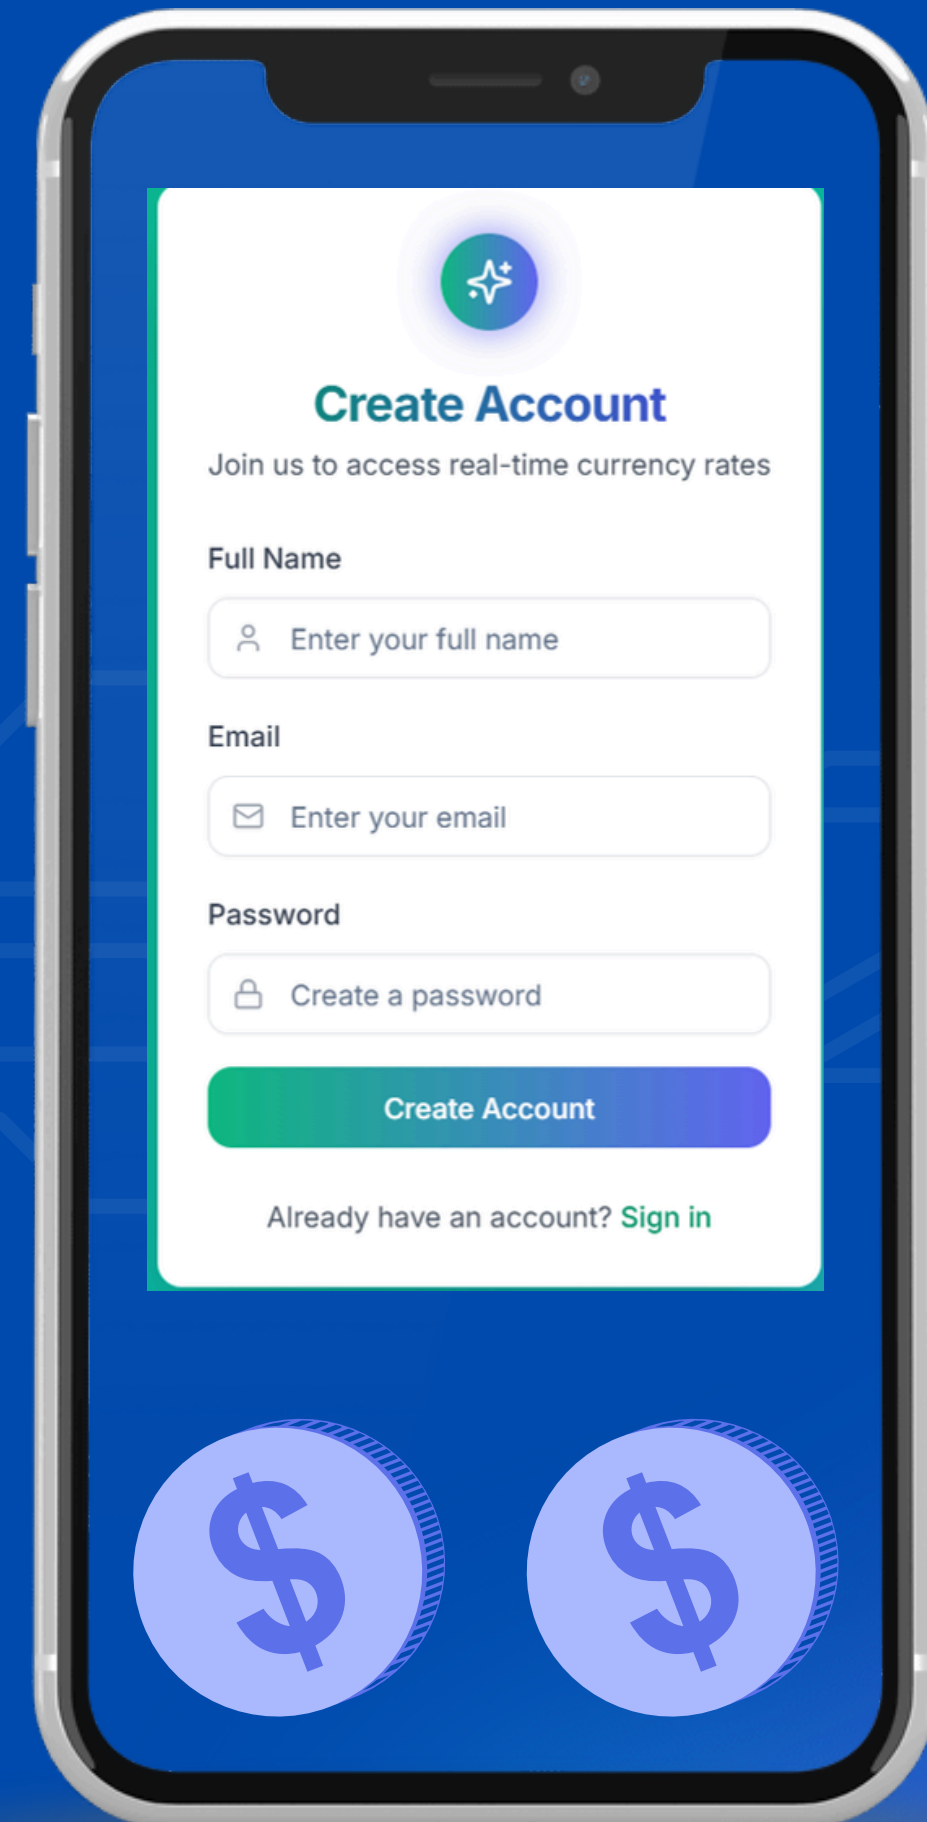 Create Account
Join us to access real-time currency rates
Full Name
Enter your full name
Email
Enter your email
Password
Create a password
Create Account
Already have an account? Sign in
$ $